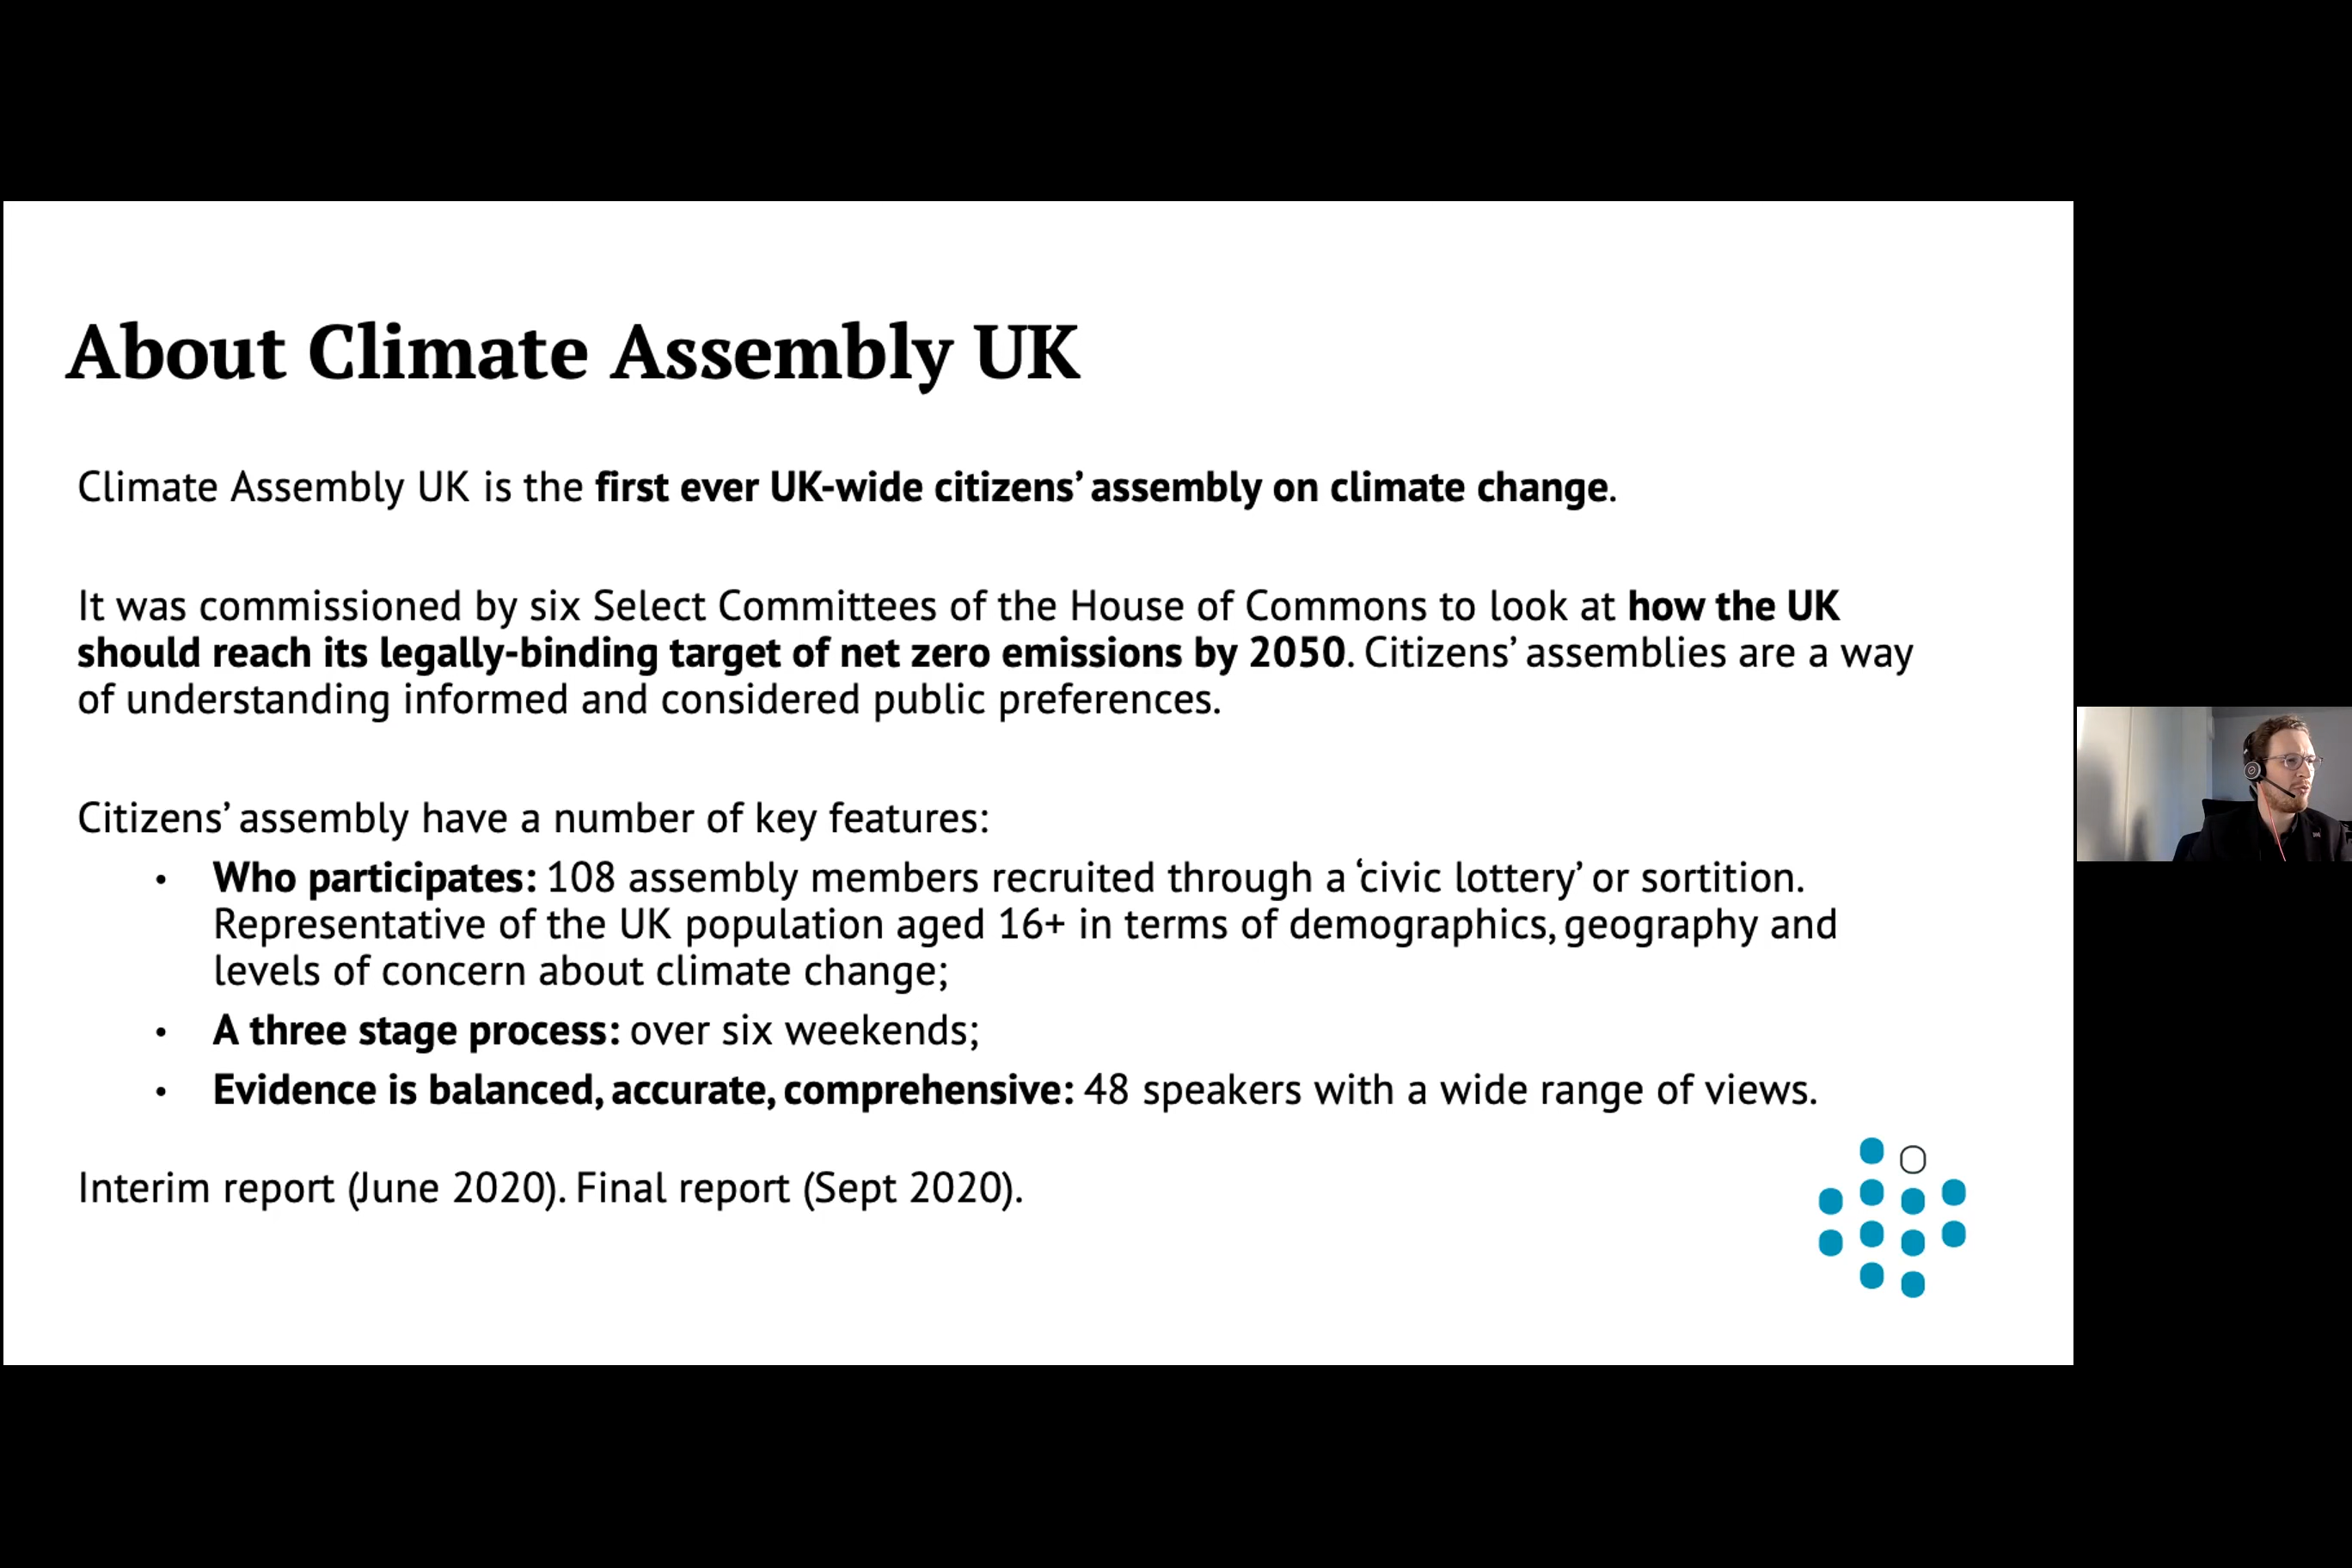 About Climate Assembly UK
Climate Assembly UK is the first ever UK-wide citizens’ assembly on climate change.
It was commissioned by six Select Committees of the House of Commons to look at how the UK
should reach its legally-binding target of net zero emissions by 2050. Citizens’ assemblies are a way
of understanding informed and considered public preferences.
Citizens’ assembly have a number of key features:
• Who participates: 108 assembly members recruited through a ‘civic lottery’ or sortition.
Representative of the UK population aged 16+ in terms of demographics, geography and
levels of concern about climate change;
• A three stage process: over six weekends;
• Evidence is balanced, accurate, comprehensive: 48 speakers with a wide range of views.
Interim report (June 2020). Final report (Sept 2020).